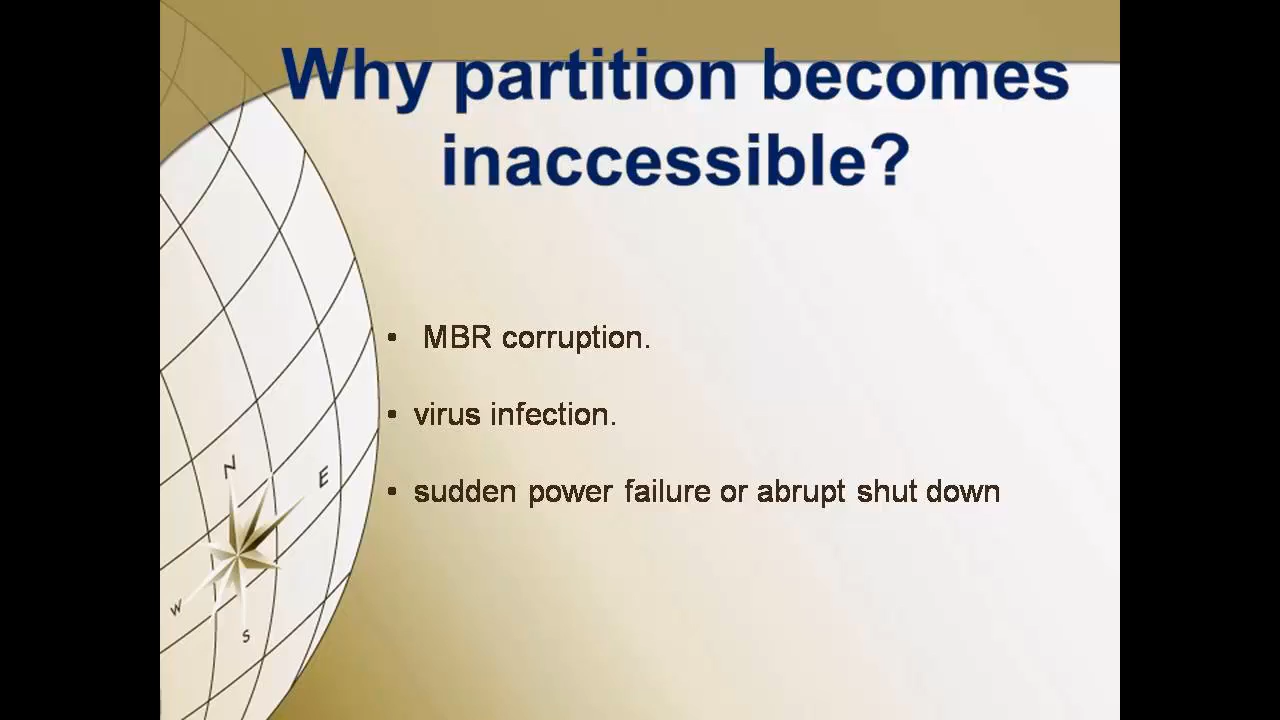 Why partition becomes
inaccessible?
• MBR corruption.
• virus infection.
• sudden power failure or abrupt shut down
N
E
W
S